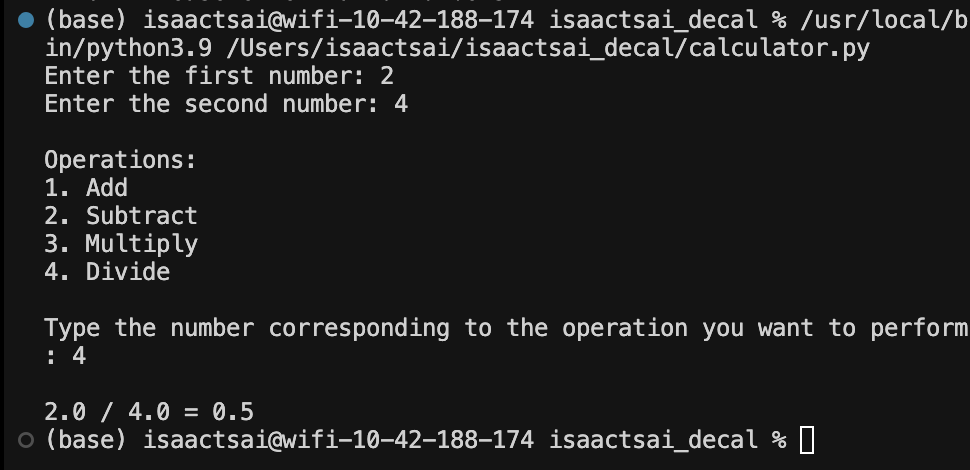 (base) isaactsai@wifi-10-42-188-174 isaactsai_decal % /usr/local/b
in/python3.9 /Users/isaactsai/isaactsai_decal/calculator.py
Enter the first number: 2
Enter the second number: 4
Operations:
1. Add
2. Subtract
3. Multiply
4. Divide
Type the number corresponding to the operation you want to perform
: 4
2.0 / 4.0 = 0.5
(base) isaactsai@wifi-10-42-188-174 isaactsai_decal %